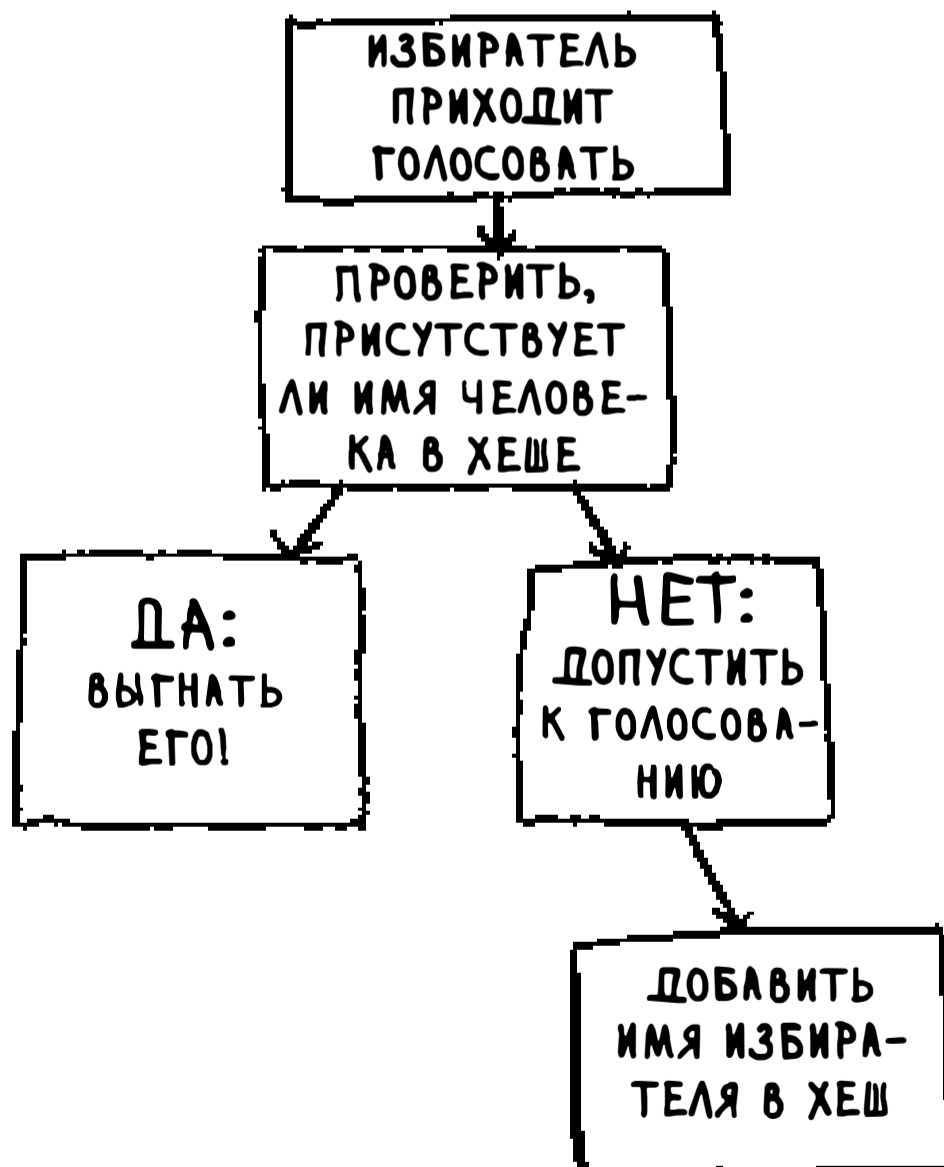 ИЗБИРАТЕЛЬ
ПРИХОДИТ
ГОЛОСОВАТЬ
ПРОВЕРИТЬ,
ПРИСУТСТВУЕТ
ЛИ ИМЯ ЧЕЛОВЕ-
КА В ХЕШЕ
ДА:
ВЫГНАТЬ
ЕГО!
НЕТ:
ДОПУСТИТЬ
К ГОЛОСОВА-
НИЮ
ДОБАВИТЬ
ИМЯ ИЗБИРА-
ТЕЛЯ В ХЕШ